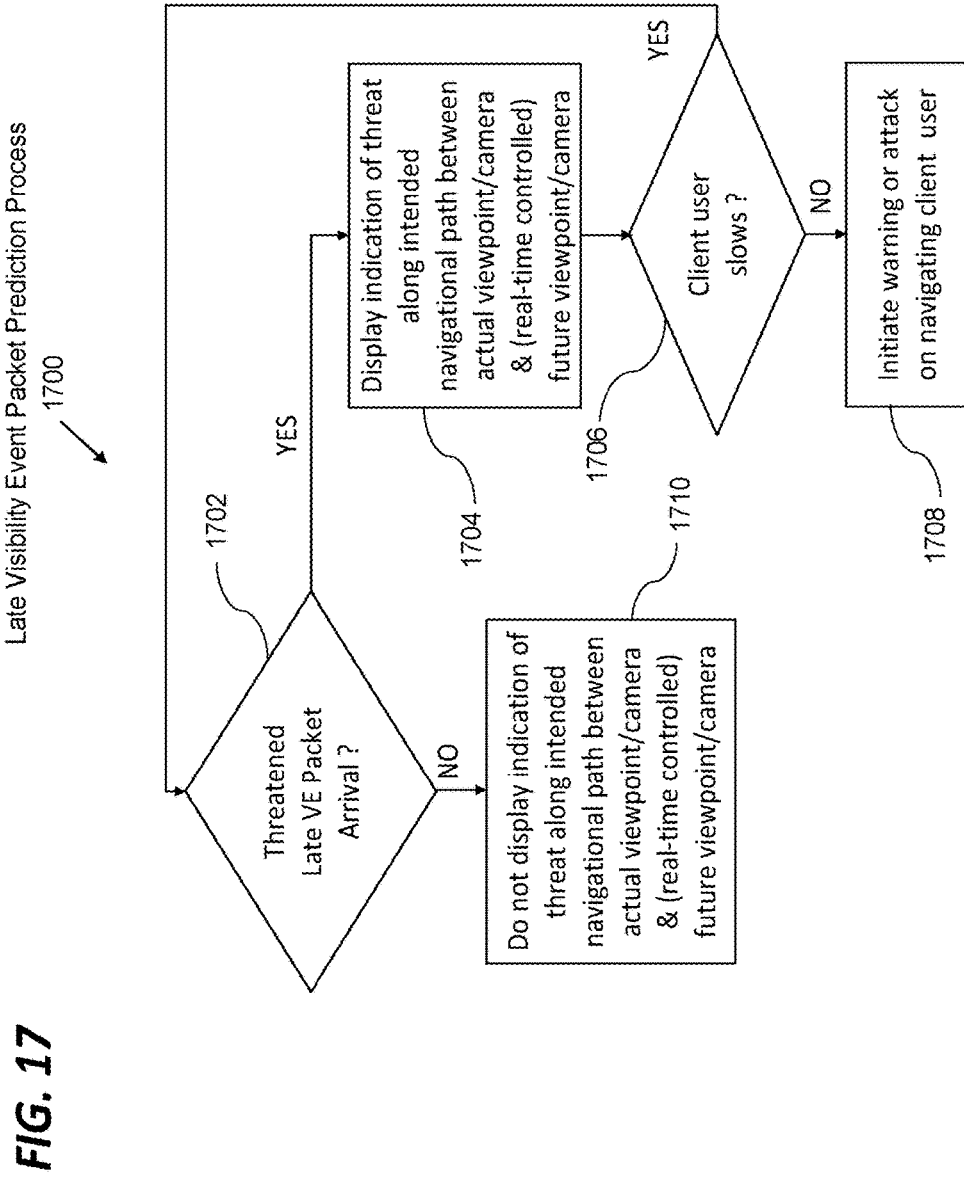 FIG. 17
Late Visibility Event Packet Prediction Process
1700
Threatened
Late VE Packet
Arrival ?
1702
YES
NO
Display indication of threat
along intended
navigational path between
actual viewpoint/camera
& (real-time controlled)
future viewpoint/camera
1704
Do not display indication of
threat along intended
navigational path between
actual viewpoint/camera
& (real-time controlled)
future viewpoint/camera
1710
Client user
slows ?
1706
YES
NO
Initiate warning or attack
on navigating client user
1708